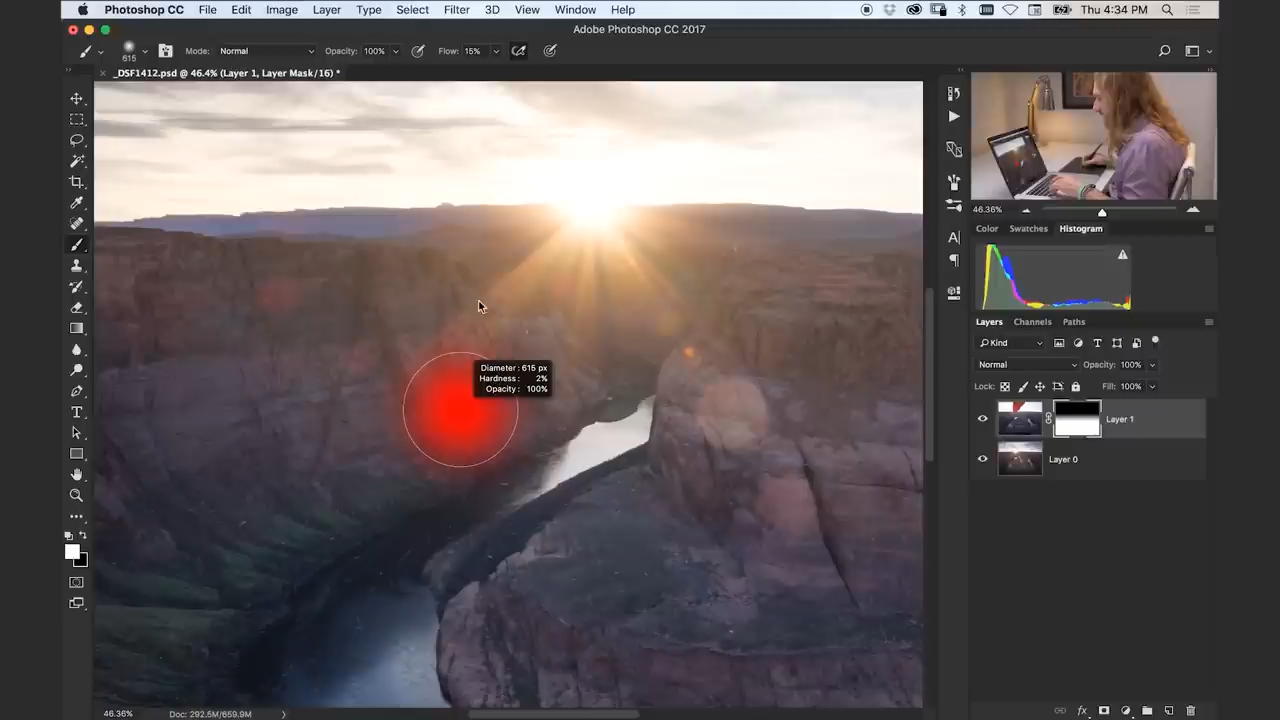 Photoshop CC File Edit Image Layer Type Select Filter 3D View Window Help Thu 4:34 PM
Adobe Photoshop CC 2017
615 Mode: Normal Opacity: 100% Flow: 15%
_DSF1412.psd @ 46.4% (Layer 1, Layer Mask/16) *
46.36%
Color Swatches Histogram
Diameter: 615 px
Hardness: 2%
Opacity: 100%
Layers Channels Paths
Kind
Normal Opacity: 100%
Lock: Fill: 100%
Layer 1
Layer 0
46.36% Doc: 292.5M/659.9M